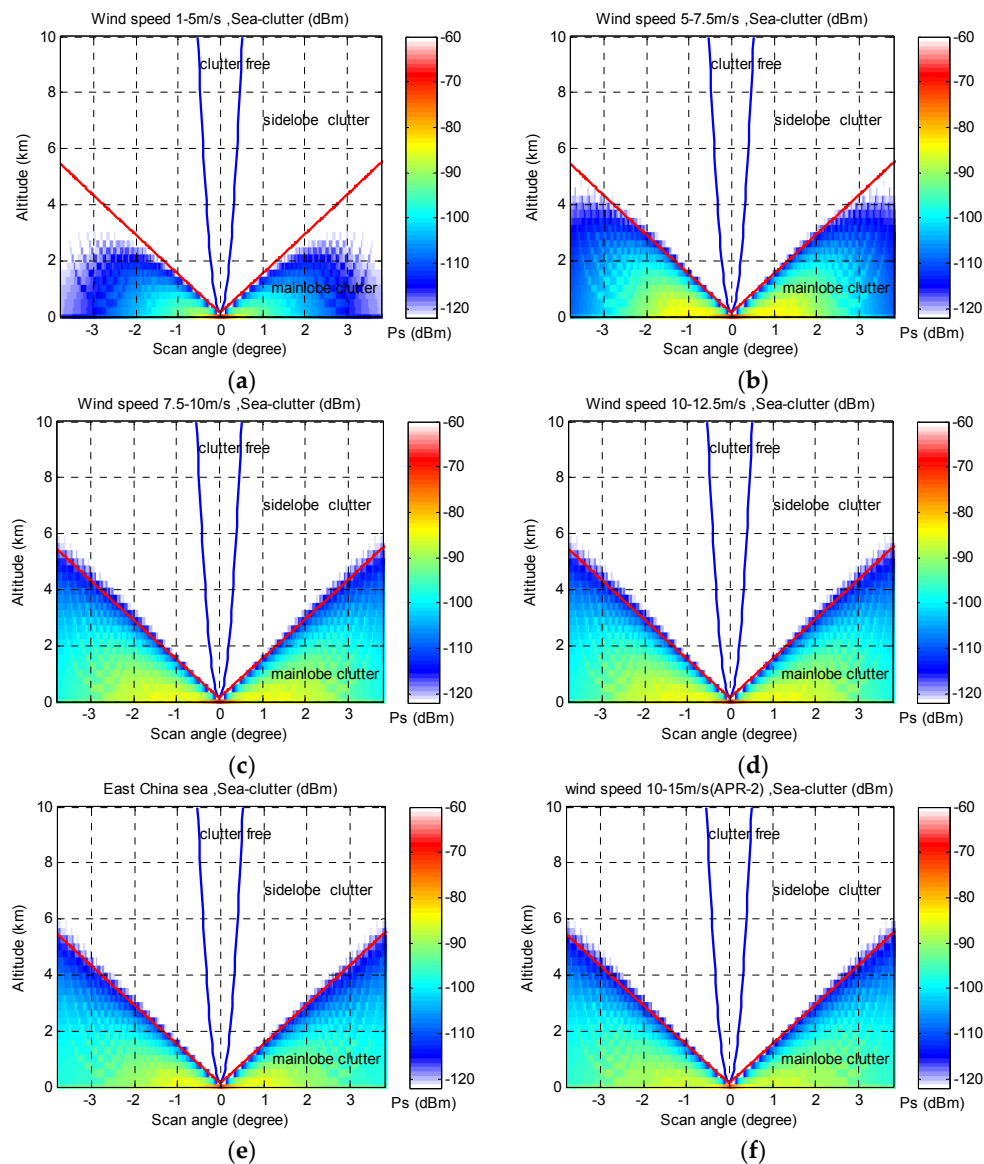 Wind speed 1-5m/s ,Sea-clutter (dBm)
10
8
6
4
2
0
Altitude (km)
clutter free
sidelobe clutter
mainlobe clutter
-3 -2 -1 0 1 2 3
Scan angle (degree)
-60
-70
-80
-90
-100
-110
-120
Ps (dBm)
(a)
Wind speed 5-7.5m/s ,Sea-clutter (dBm)
10
8
6
4
2
0
Altitude (km)
clutter free
sidelobe clutter
mainlobe clutter
-3 -2 -1 0 1 2 3
Scan angle (degree)
-60
-70
-80
-90
-100
-110
-120
Ps (dBm)
(b)
Wind speed 7.5-10m/s ,Sea-clutter (dBm)
10
8
6
4
2
0
Altitude (km)
clutter free
sidelobe clutter
mainlobe clutter
-3 -2 -1 0 1 2 3
Scan angle (degree)
-60
-70
-80
-90
-100
-110
-120
Ps (dBm)
(c)
Wind speed 10-12.5m/s ,Sea-clutter (dBm)
10
8
6
4
2
0
Altitude (km)
clutter free
sidelobe clutter
mainlobe clutter
-3 -2 -1 0 1 2 3
Scan angle (degree)
-60
-70
-80
-90
-100
-110
-120
Ps (dBm)
(d)
East China sea ,Sea-clutter (dBm)
10
8
6
4
2
0
Altitude (km)
clutter free
sidelobe clutter
mainlobe clutter
-3 -2 -1 0 1 2 3
Scan angle (degree)
-60
-70
-80
-90
-100
-110
-120
Ps (dBm)
(e)
wind speed 10-15m/s(APR-2) ,Sea-clutter (dBm)
10
8
6
4
2
0
Altitude (km)
clutter free
sidelobe clutter
mainlobe clutter
-3 -2 -1 0 1 2 3
Scan angle (degree)
-60
-70
-80
-90
-100
-110
-120
Ps (dBm)
(f)